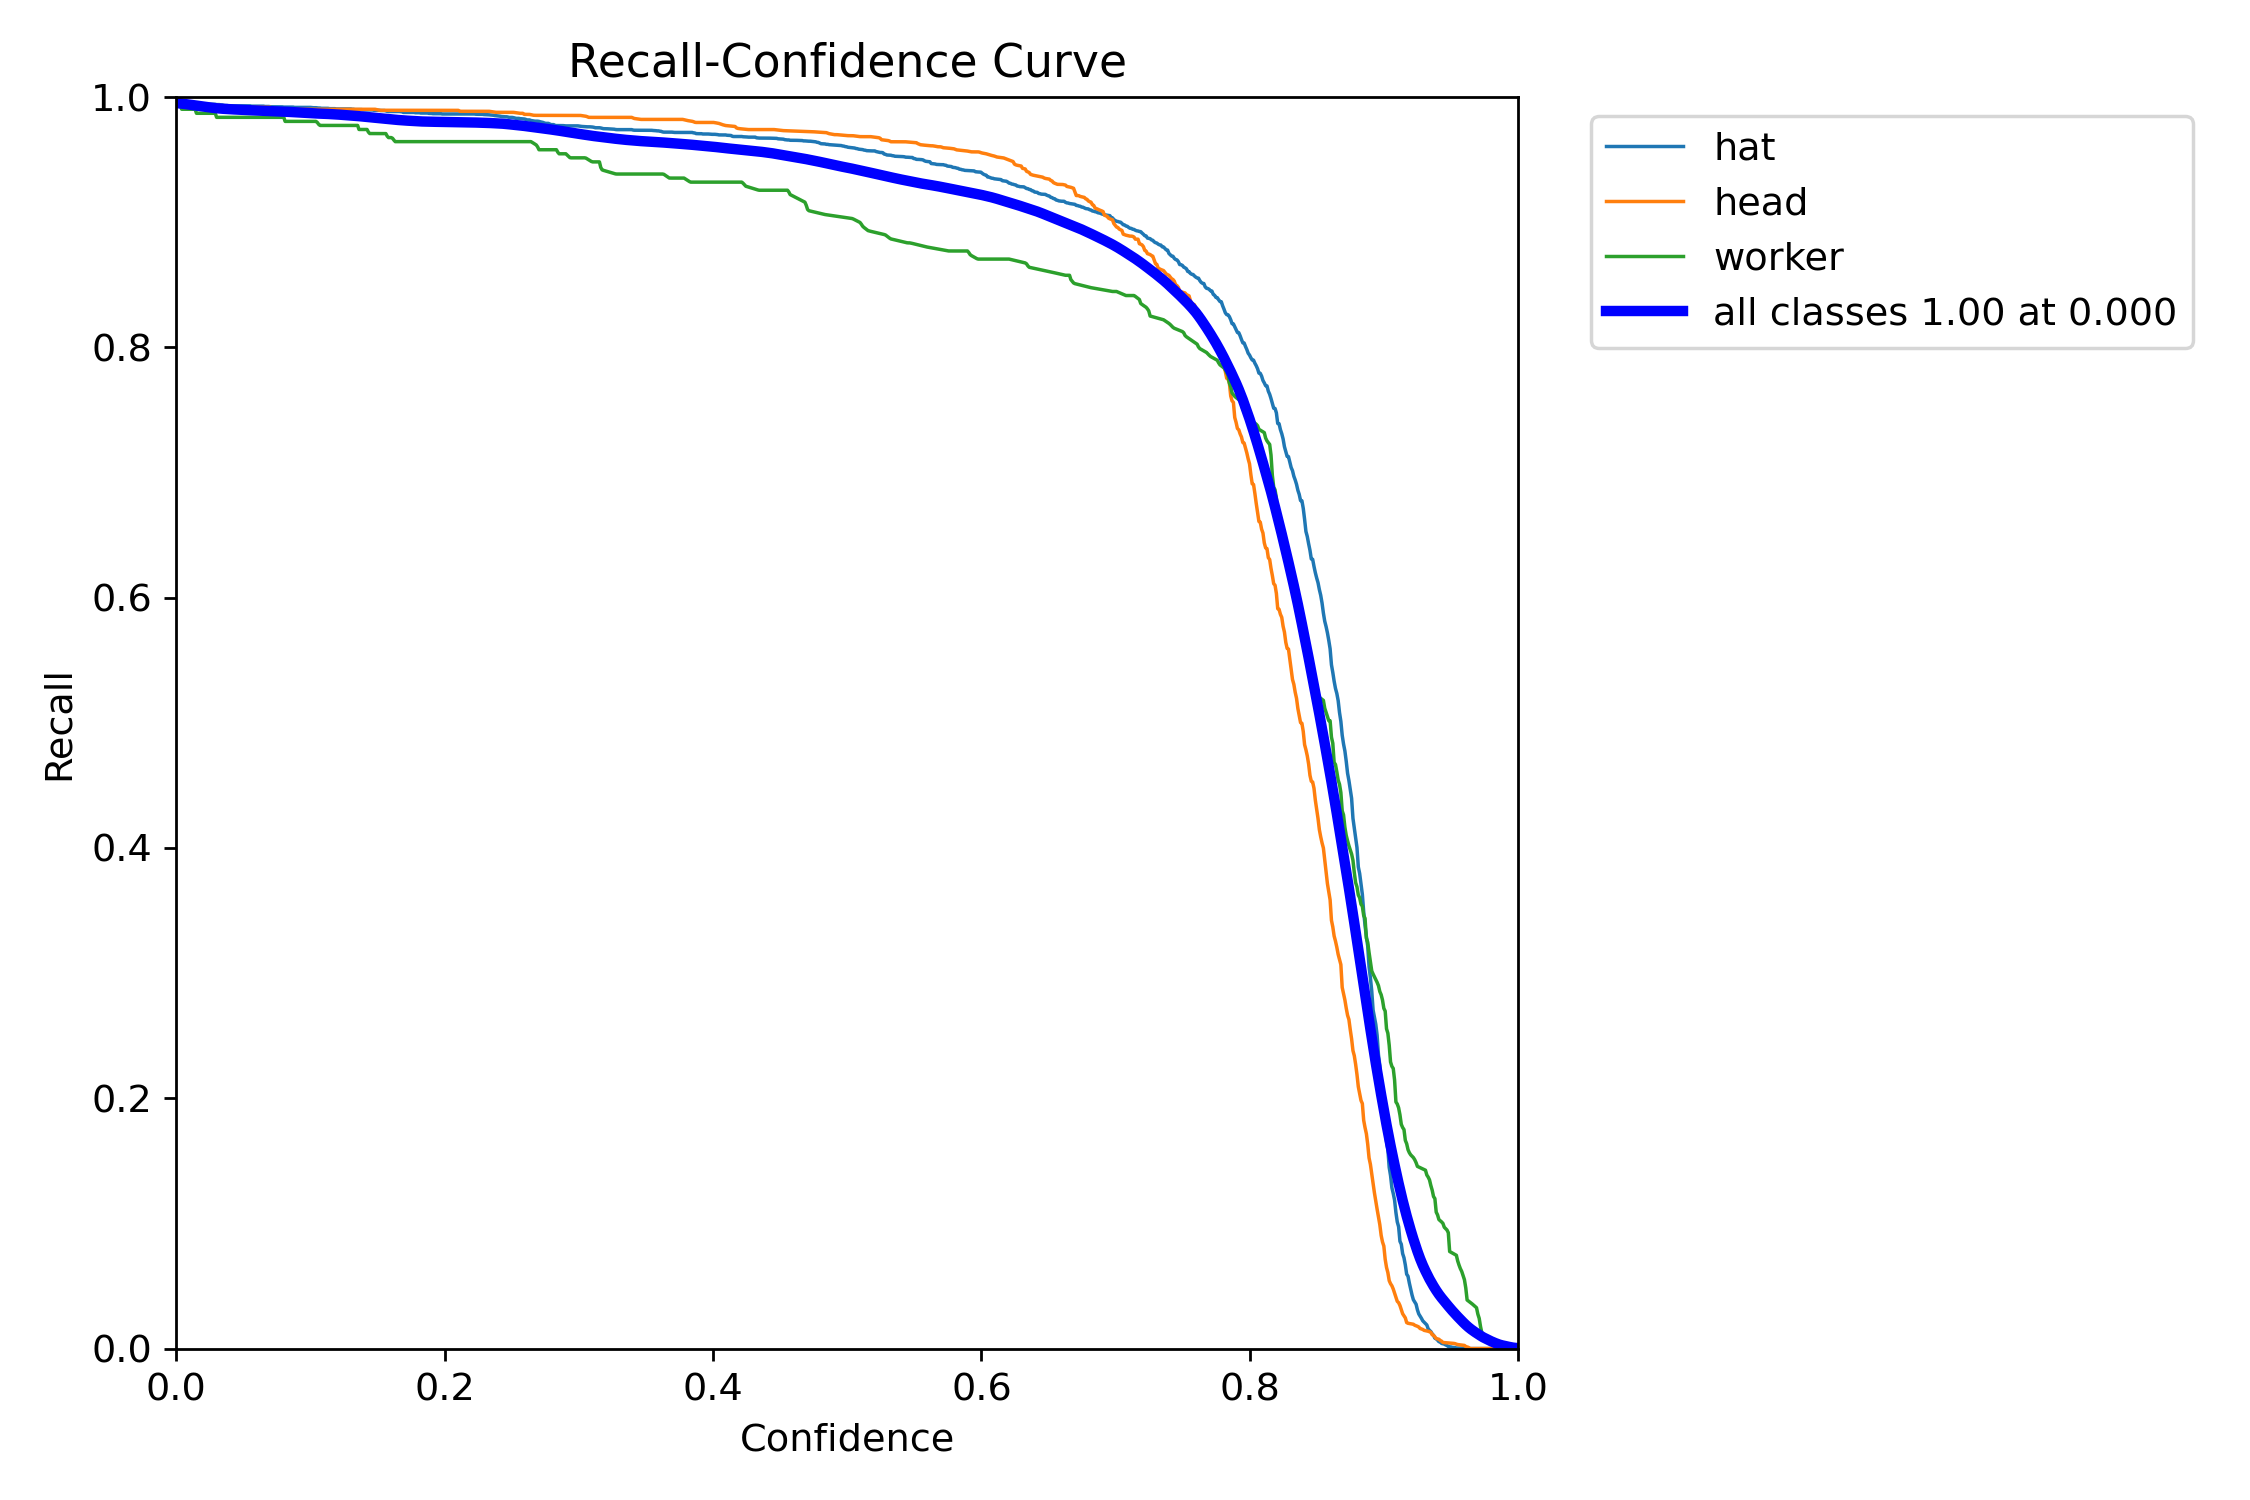 Recall-Confidence Curve
1.0
0.8
0.6
0.4
0.2
0.0
Recall
0.0 0.2 0.4 0.6 0.8 1.0
Confidence
hat
head
worker
all classes 1.00 at 0.000